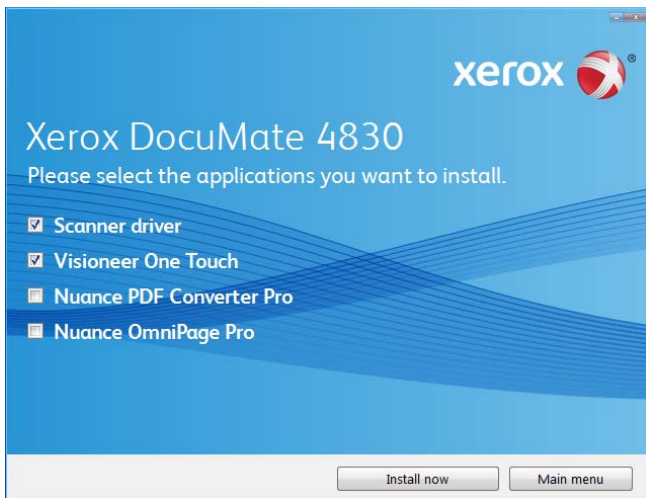 xerox ®
Xerox DocuMate 4830
Please select the applications you want to install.
Scanner driver
Visioneer One Touch
Nuance PDF Converter Pro
Nuance OmniPage Pro
Install now Main menu